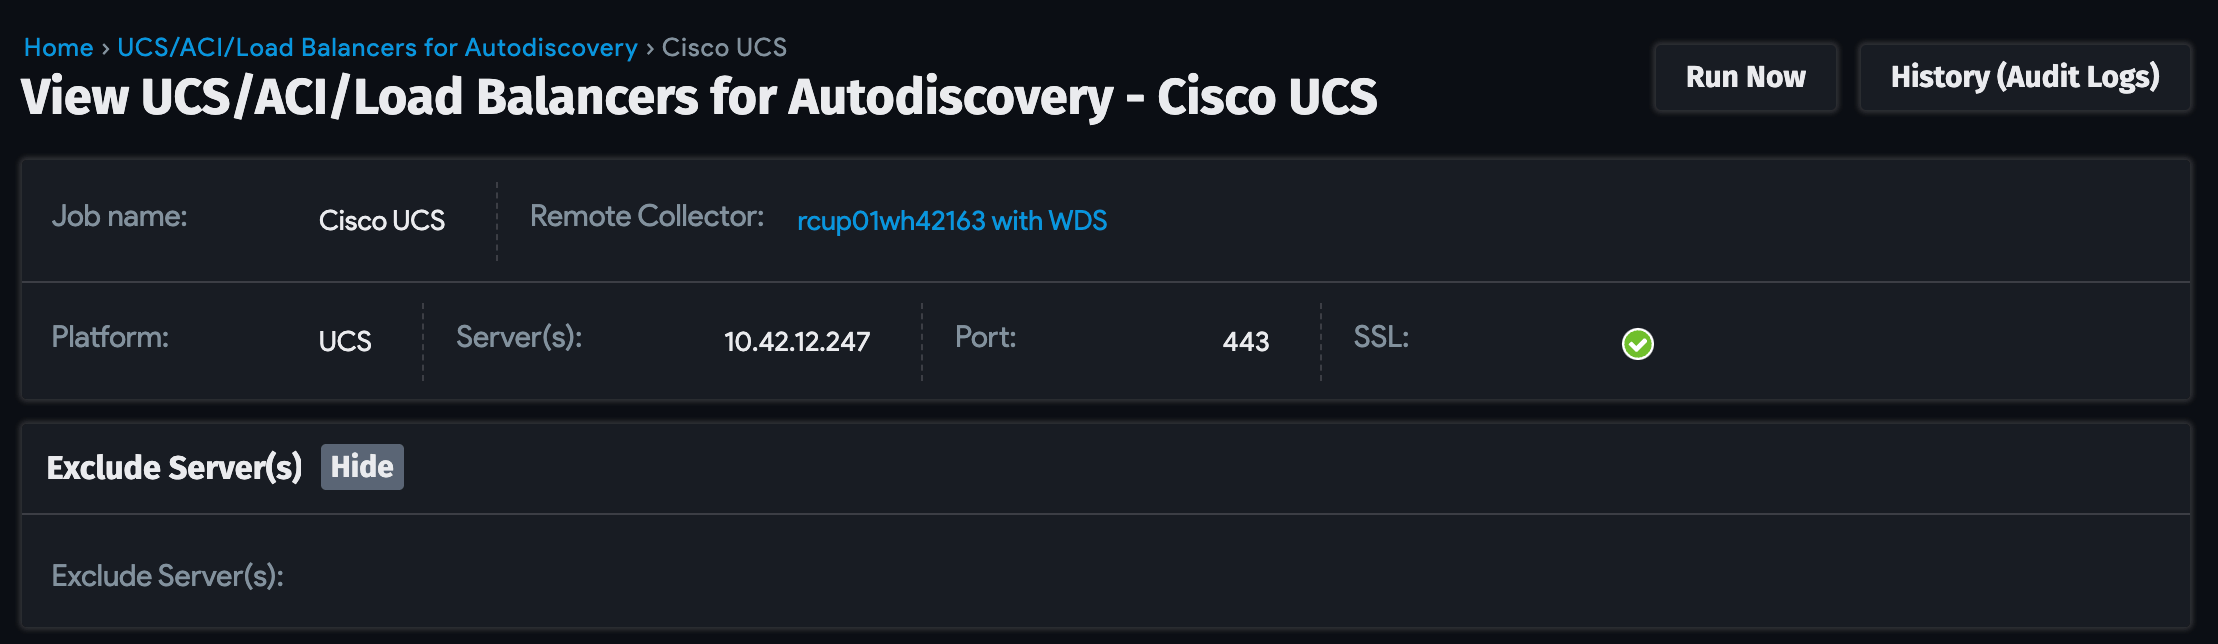 Home › UCS/ACI/Load Balancers for Autodiscovery › Cisco UCS
View UCS/ACI/Load Balancers for Autodiscovery - Cisco UCS
Run Now
History (Audit Logs)
Job name: Cisco UCS Remote Collector: rcup01wh42163 with WDS
Platform: UCS Server(s): 10.42.12.247 Port: 443 SSL:
Exclude Server(s) Hide
Exclude Server(s):